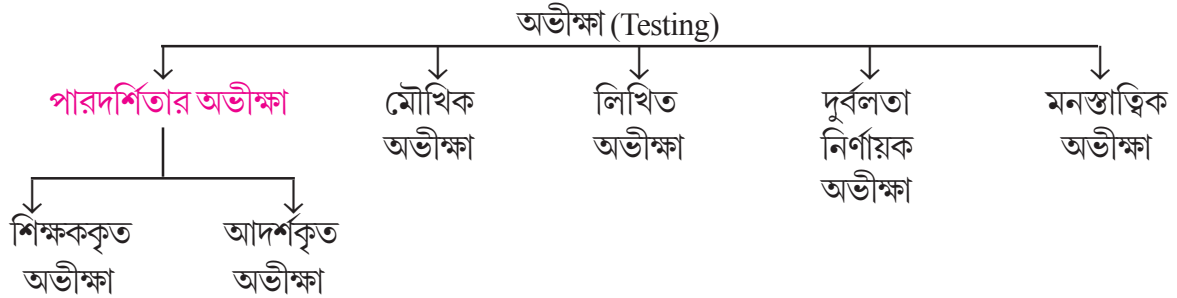 অভীক্ষা (Testing)
পারদর্শিতার অভীক্ষা
মৌখিক
অভীক্ষা
লিখিত
অভীক্ষা
দুর্বলতা
নির্ণায়ক
অভীক্ষা
মনস্তাত্ত্বিক
অভীক্ষা
শিক্ষককৃত
অভীক্ষা
আদর্শকৃত
অভীক্ষা